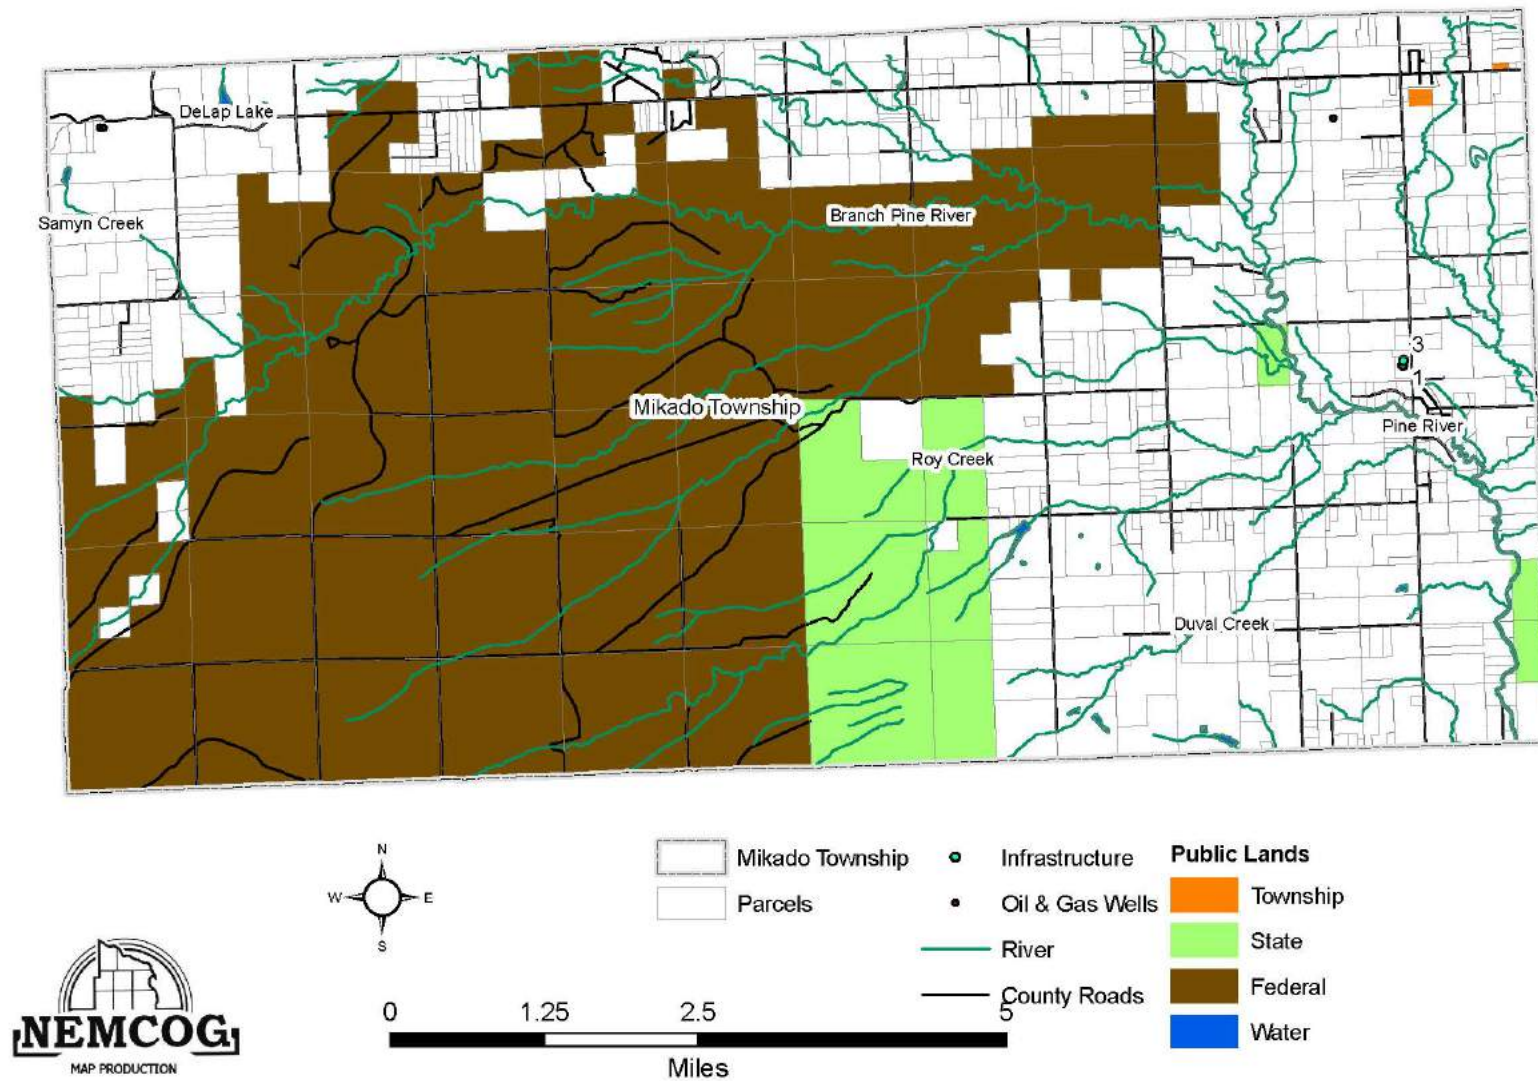 DeLap Lake
Samyn Creek
Branch Pine River
3
1
Mikado Township
Pine River
Roy Creek
Duval Creek
N
W E
S
Mikado Township
Parcels
Infrastructure
Oil & Gas Wells
River
County Roads
Public Lands
Township
State
Federal
Water
0 1.25 2.5 5
Miles
NEMCOG
MAP PRODUCTION